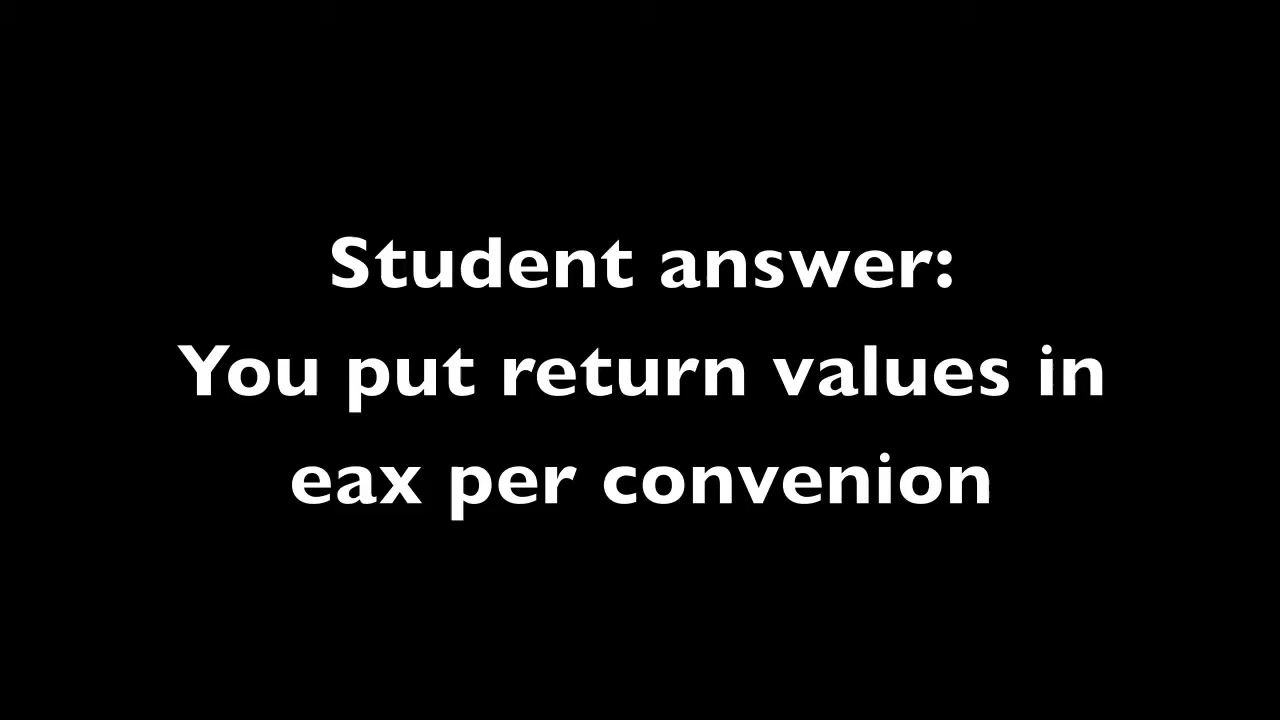 Student answer:
You put return values in
eax per convenion